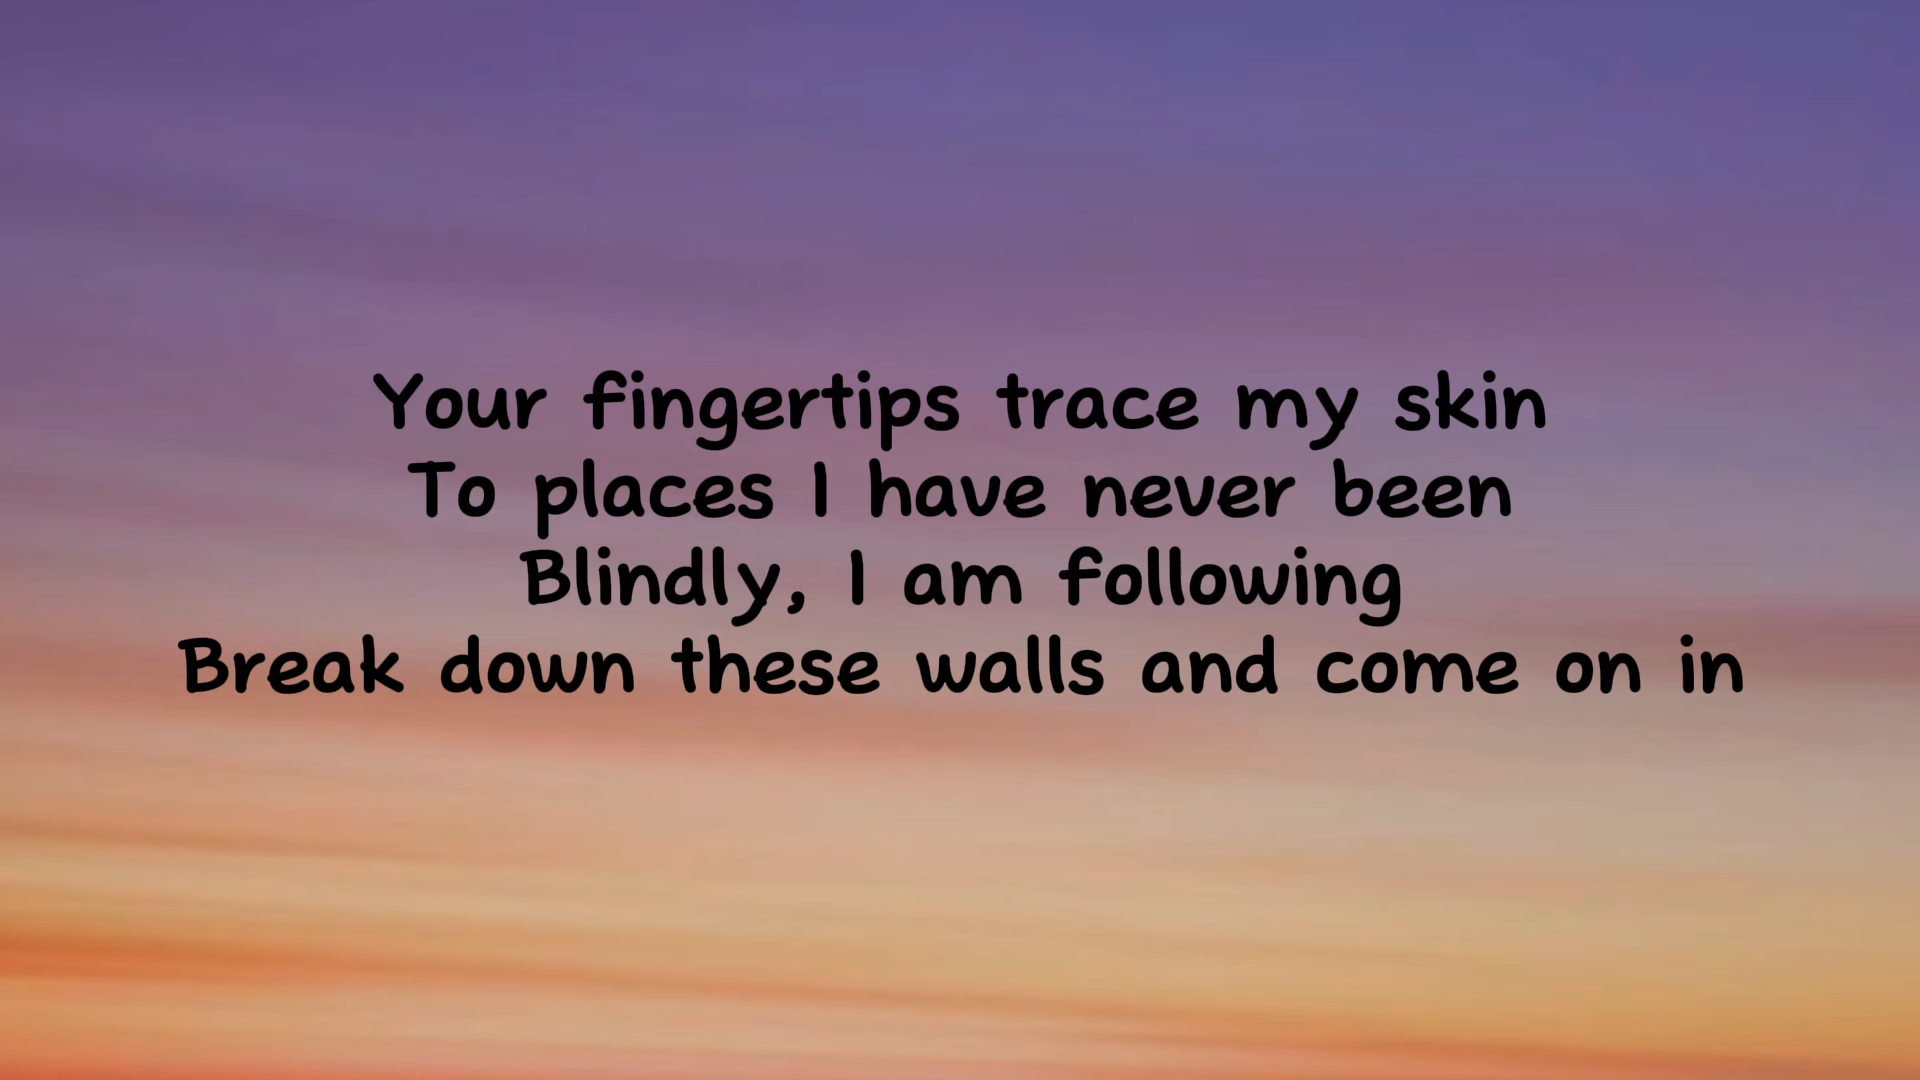 Your fingertips trace my skin
To places I have never been
Blindly, I am following
Break down these walls and come on in